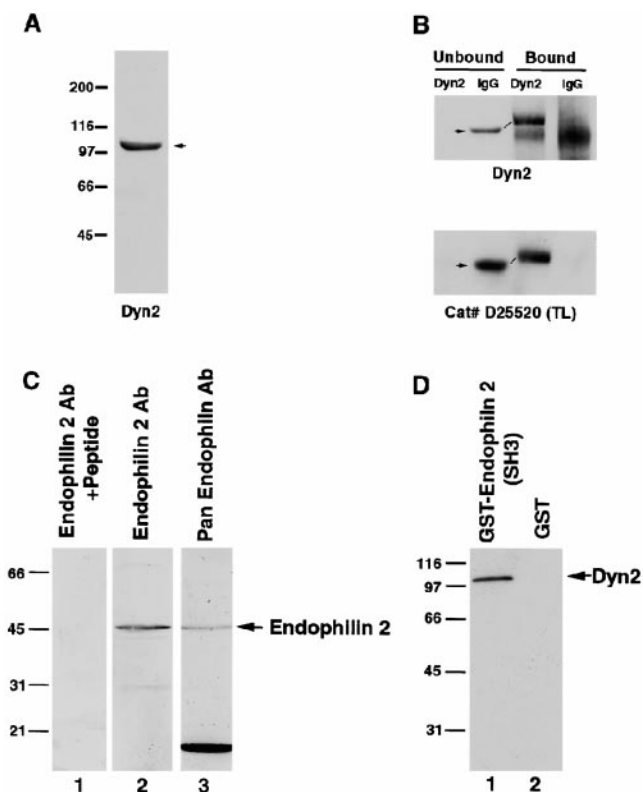 A
200
116
97
66
45
Dyn2
B
Unbound Bound
Dyn2 IgG Dyn2 IgG
Dyn2
Cat# D25520 (TL)
C
Endophilin 2 Ab
+Peptide
Endophilin 2 Ab
Pan Endophilin Ab
66
45
31
21
Endophilin 2
1 2 3
D
GST-Endophiln 2
(SH3)
GST
116
97
66
45
31
Dyn2
1 2